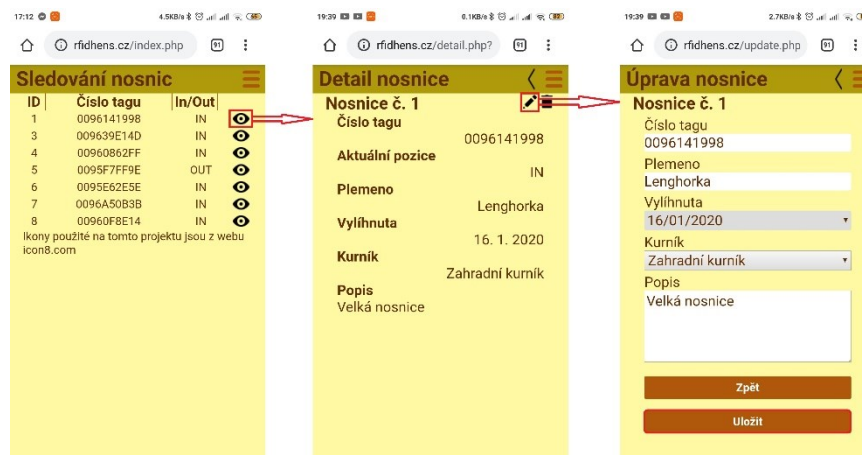 17:12 4.5KB/s 65
rfidhens.cz/index.php 91
Sledování nosnic
ID Číslo tagu In/Out
1 0096141998 IN
3 009639E14D IN
4 00960862FF IN
5 0095F7FF9E OUT
6 0095E62E5E IN
7 0096A50B3B IN
8 00960F8E14 IN
Ikony použité na tomto projektu jsou z webu
icon8.com
19:39 0.1KB/s
rfidhens.cz/detail.php? 91
Detail nosnice
Nosnice č. 1
Číslo tagu
0096141998
Aktuální pozice
IN
Plemeno
Lenghorka
Vylíhnuta
16. 1. 2020
Kurník
Zahradní kurník
Popis
Velká nosnice
19:39 2.7KB/s
rfidhens.cz/update.php 91
Úprava nosnice
Nosnice č. 1
Číslo tagu
0096141998
Plemeno
Lenghorka
Vylíhnuta
16/01/2020
Kurník
Zahradní kurník
Popis
Velká nosnice
Zpět
Uložit